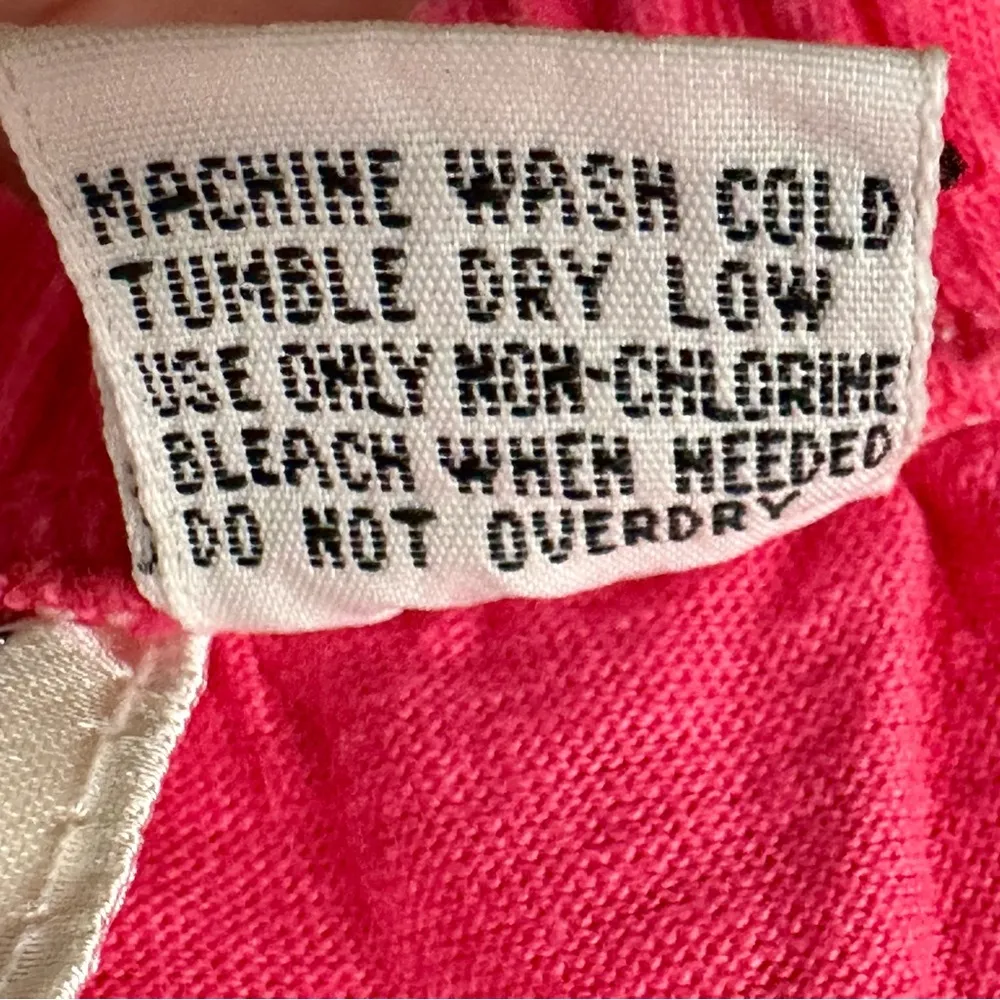 MACHINE WASH COLD
TUMBLE DRY LOW
USE ONLY NON-CHLORINE
BLEACH WHEN NEEDED
DO NOT OVERDRY